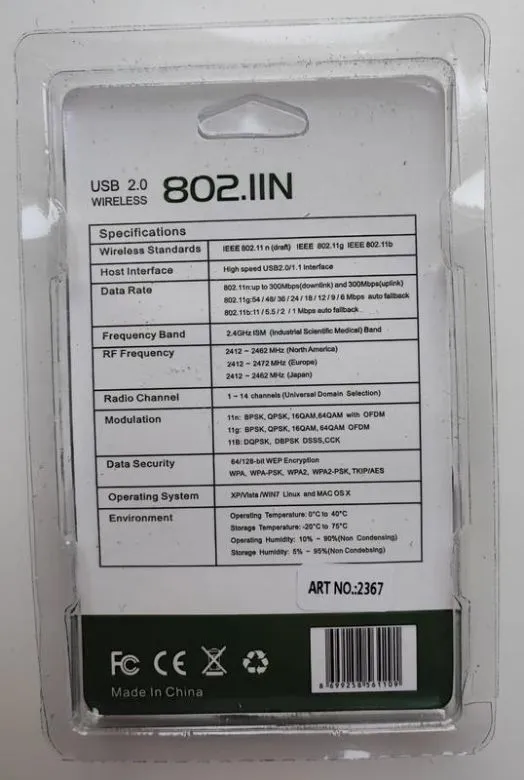 USB 2.0
WIRELESS
802.11N
Specifications
Wireless Standards IEEE 802.11 n (draft) IEEE 802.11g IEEE 802.11b
Host Interface High speed USB2.0/1.1 interface
Data Rate 802.11n:up to 300Mbps(downlink) and 300Mbps(uplink)
802.11g:54 / 48/ 36 / 24 / 18 / 12 / 9 / 6 Mbps auto fallback
802.11b:11 / 5.5 / 2 / 1 Mbps auto fallback
Frequency Band 2.4GHz ISM (Industrial Scientific Medical) Band
RF Frequency 2412 ~ 2462 MHz (North America)
2412 ~ 2472 MHz (Europe)
2412 ~ 2462 MHz (Japan)
Radio Channel 1 ~ 14 channels (Universal Domain Selection)
Modulation 11n: BPSK, QPSK, 16QAM,64QAM with OFDM
11g: BPSK, QPSK, 16QAM, 64QAM OFDM
11B: DQPSK, DBPSK DSSS,CCK
Data Security 64/128-bit WEP Encryption
WPA, WPA-PSK, WPA2, WPA2-PSK, TKIP/AES
Operating System XP/Vista /WIN7 Linux and MAC OS X
Environment Operating Temperature: 0°C to 40°C
Storage Temperature: -20°C to 75°C
Operating Humidity: 10% ~ 90%(Non Condensing)
Storage Humidity: 5% ~ 95%(Non Condebsing)
ART NO.:2367
FC CE
Made In China
8699258561109